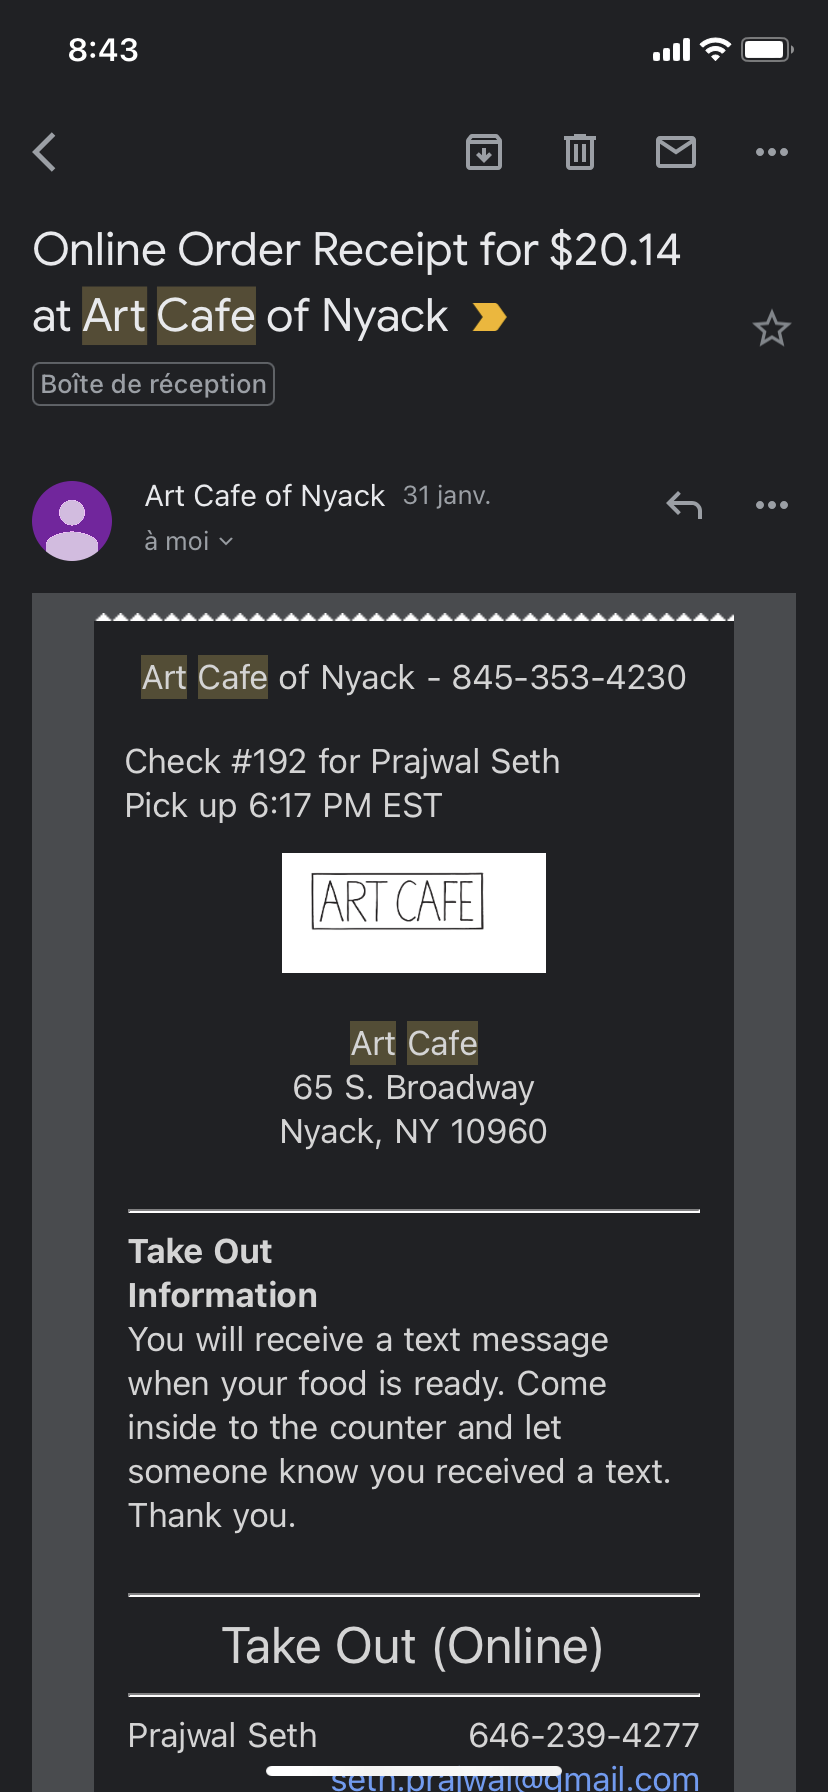 8:43
Online Order Receipt for $20.14
at Art Cafe of Nyack
Boîte de réception
Art Cafe of Nyack 31 janv.
à moi
Art Cafe of Nyack - 845-353-4230
Check #192 for Prajwal Seth
Pick up 6:17 PM EST
ART CAFE
Art Cafe
65 S. Broadway
Nyack, NY 10960
Take Out
Information
You will receive a text message
when your food is ready. Come
inside to the counter and let
someone know you received a text.
Thank you.
Take Out (Online)
Prajwal Seth 646-239-4277
seth.prajwal@gmail.com